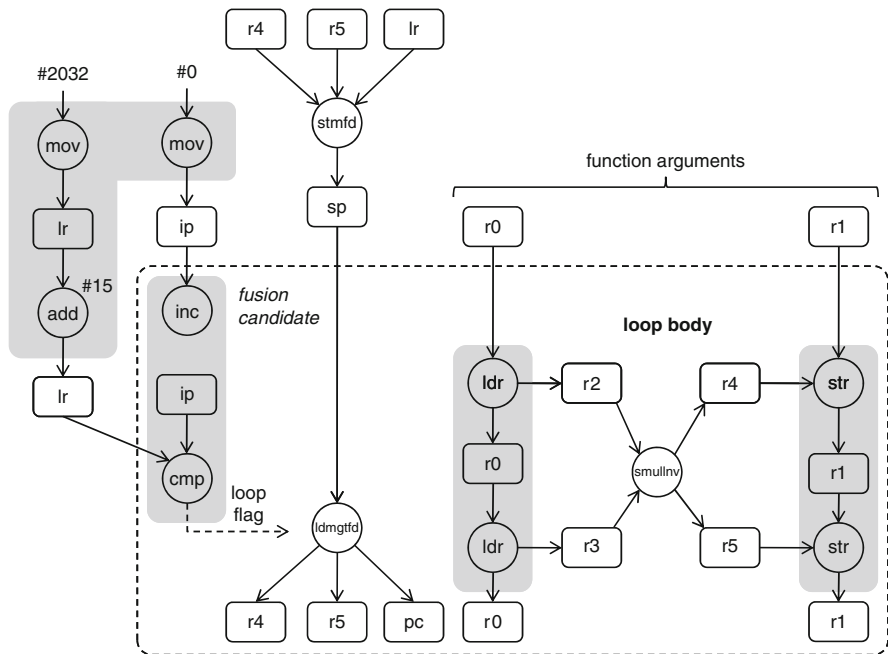 r4 r5 lr
#2032 #0
mov mov stmfd
function arguments
lr ip sp r0 r1
#15
add inc fusion
candidate
loop body
lr ip ldr r2 r4 str
r0 smullnv r1
cmp loop
flag
ldmgtfd ldr r3 r5 str
r4 r5 pc r0 r1